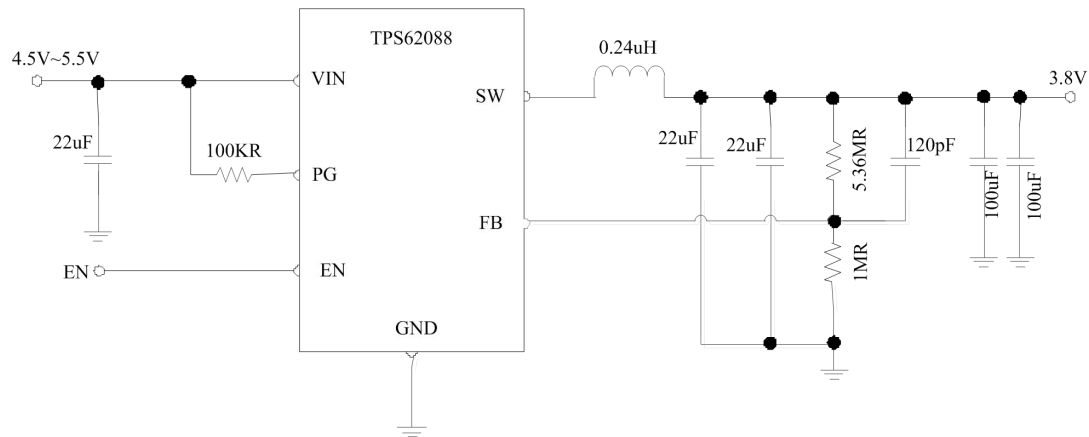 TPS62088
4.5V~5.5V
VIN
0.24uH
SW
3.8V
22uF
100KR
PG
22uF
22uF
5.36MR
120pF
100uF
100uF
FB
EN
EN
1MR
GND